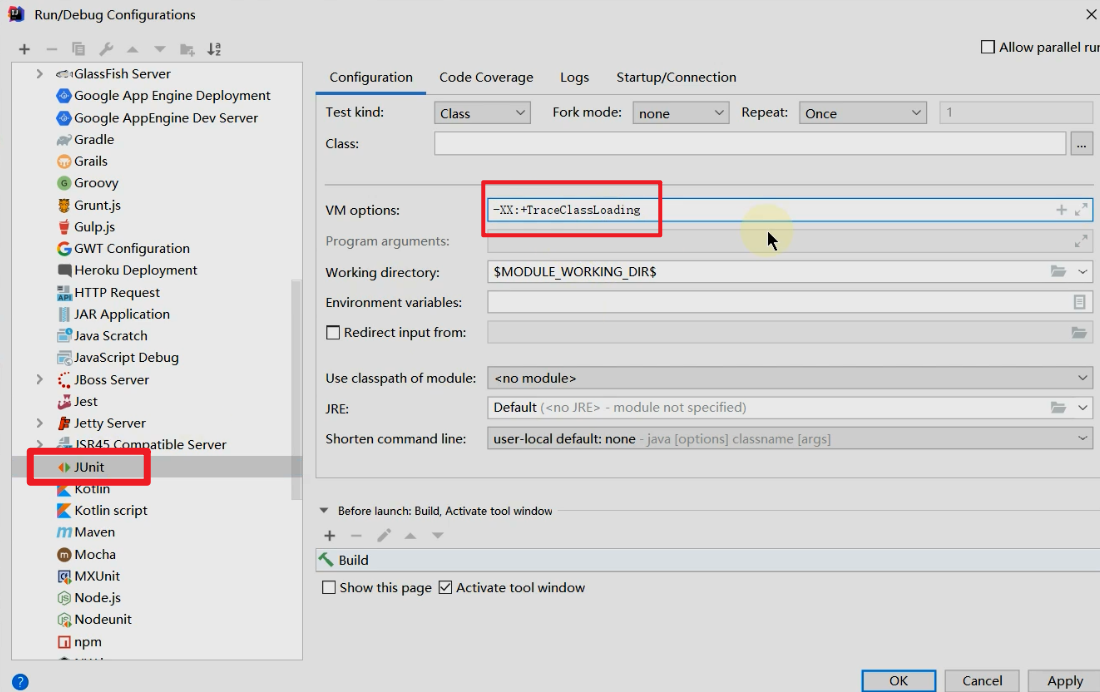 Run/Debug Configurations
Allow parallel run
GlassFish Server
Google App Engine Deployment
Google AppEngine Dev Server
Gradle
Grails
Groovy
Grunt.js
Gulp.js
GWT Configuration
Heroku Deployment
HTTP Request
JAR Application
Java Scratch
JavaScript Debug
JBoss Server
Jest
Jetty Server
JSR45 Compatible Server
JUnit
Kotlin
Kotlin script
Maven
Mocha
MXUnit
Node.js
Nodeunit
npm
Configuration Code Coverage Logs Startup/Connection
Test kind: Class Fork mode: none Repeat: Once 1
Class: ...
VM options: -XX:+TraceClassLoading
Program arguments:
Working directory: $MODULE_WORKING_DIR$
Environment variables:
Redirect input from:
Use classpath of module: <no module>
JRE: Default (<no JRE> - module not specified)
Shorten command line: user-local default: none - java [options] classname [args]
Before launch: Build, Activate tool window
Build
Show this page Activate tool window
OK Cancel Apply